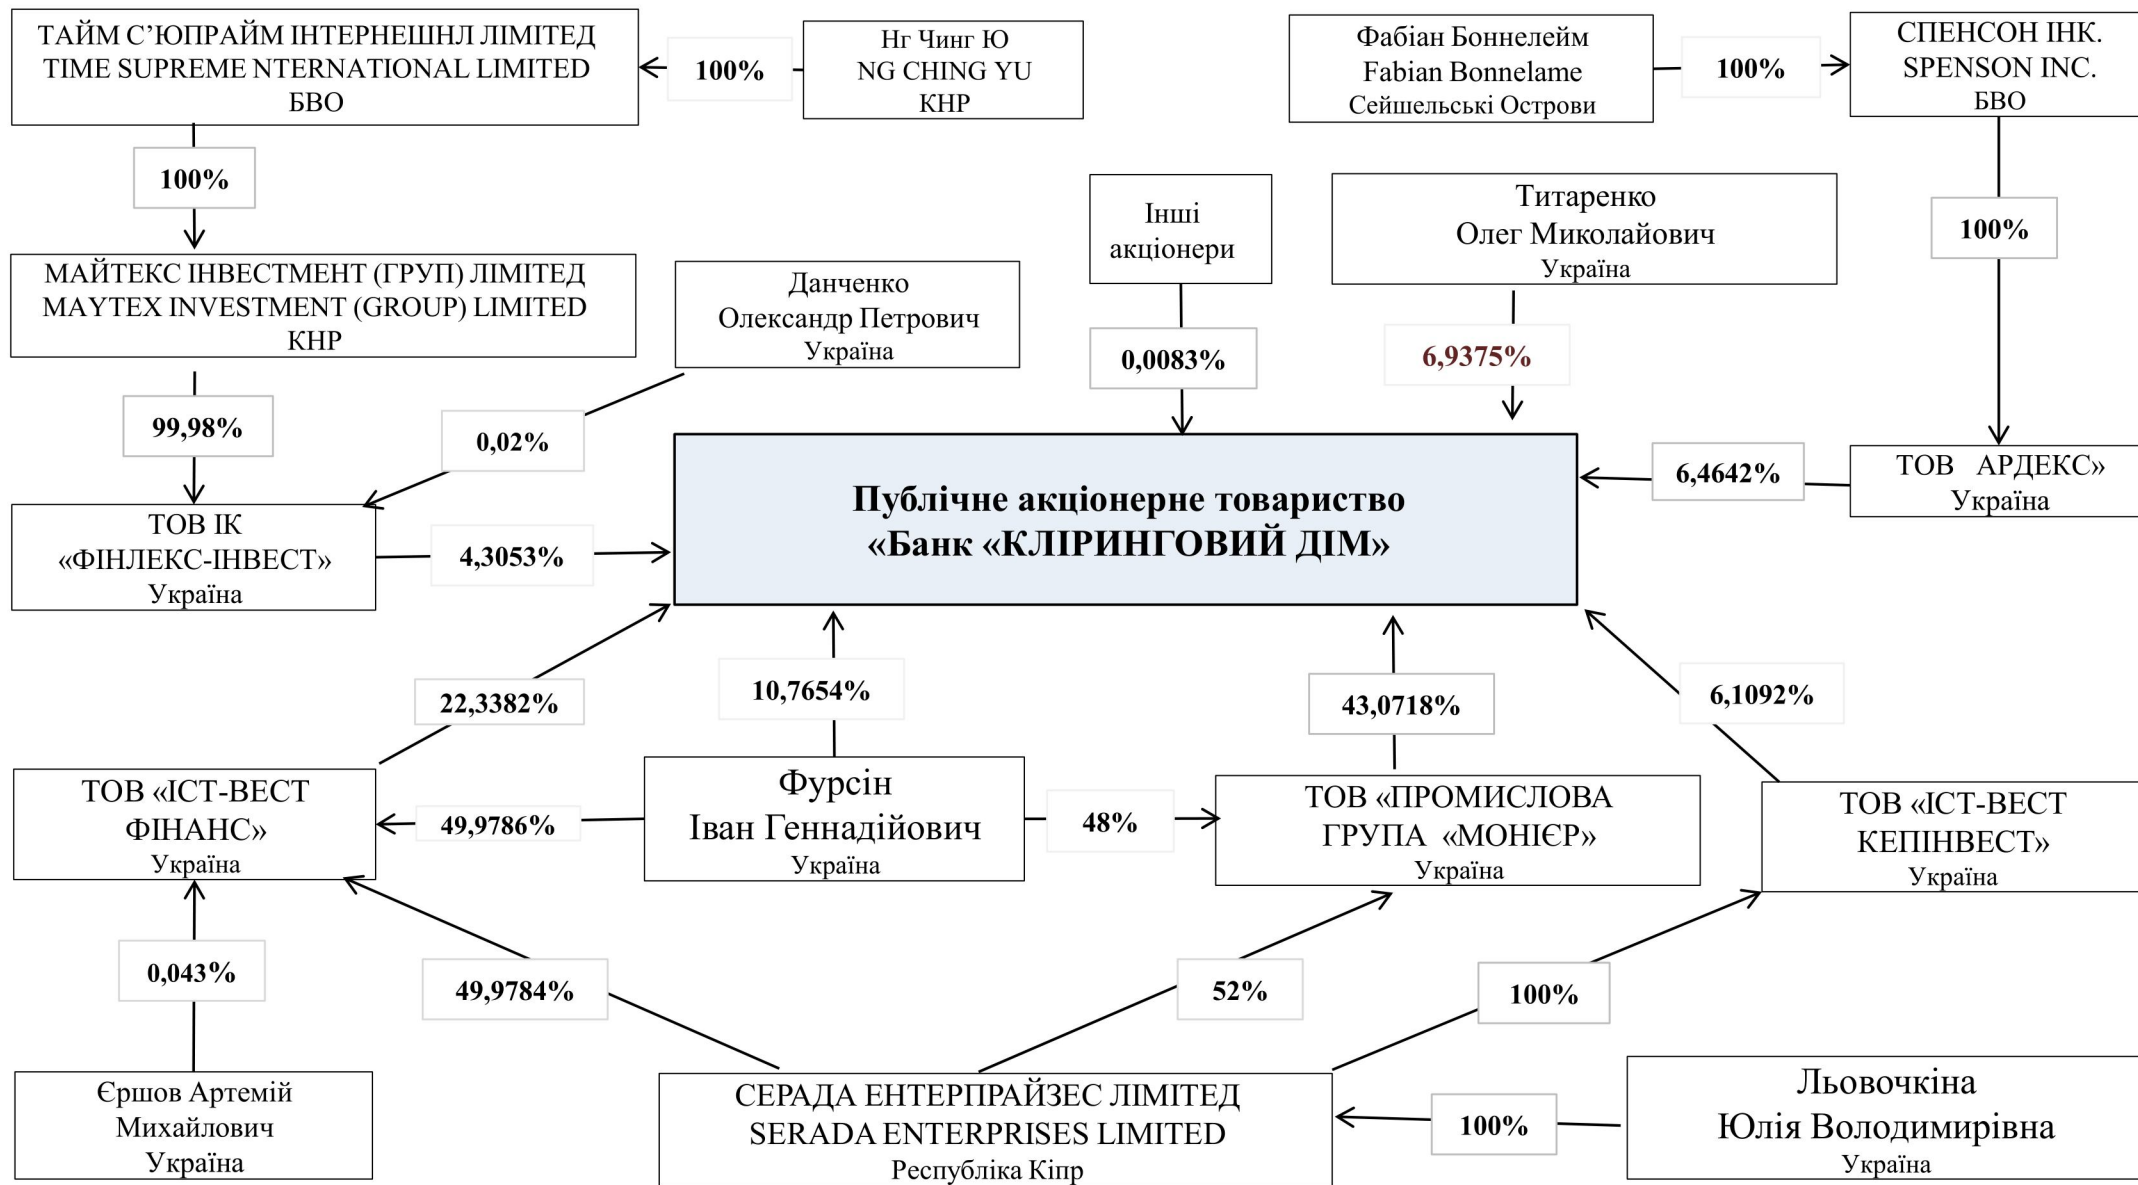 ТАЙМ С’ЮПРАЙМ ІНТЕРНЕШНЛ ЛІМІТЕД
TIME SUPREME NTERNATIONAL LIMITED
БВО
100%
Нг Чинг Ю
NG CHING YU
КНР
Фабіан Боннелейм
Fabian Bonnelame
Сейшельські Острови
100%
СПЕНСОН ІНК.
SPENSON INC.
БВО
100%
Інші
акціонери
Титаренко
Олег Миколайович
Україна
100%
МАЙТЕКС ІНВЕСТМЕНТ (ГРУП) ЛІМІТЕД
MAYTEX INVESTMENT (GROUP) LIMITED
КНР
Данченко
Олександр Петрович
Україна
0,0083%
6,9375%
99,98%
0,02%
ТОВ ІК
«ФІНЛЕКС-ІНВЕСТ»
Україна
4,3053%
Публічне акціонерне товариство
«Банк «КЛІРИНГОВИЙ ДІМ»
6,4642%
ТОВ АРДЕКС»
Україна
22,3382%
10,7654%
43,0718%
6,1092%
ТОВ «ІСТ-ВЕСТ
ФІНАНС»
Україна
49,9786%
Фурсін
Іван Геннадійович
Україна
48%
ТОВ «ПРОМИСЛОВА
ГРУПА «МОНІЄР»
Україна
ТОВ «ІСТ-ВЕСТ
КЕПІНВЕСТ»
Україна
0,043%
49,9784%
52%
100%
Єршов Артемій
Михайлович
Україна
СЕРАДА ЕНТЕРПРАЙЗЕС ЛІМІТЕД
SERADA ENTERPRISES LIMITED
Республіка Кіпр
100%
Льовочкіна
Юлія Володимирівна
Україна